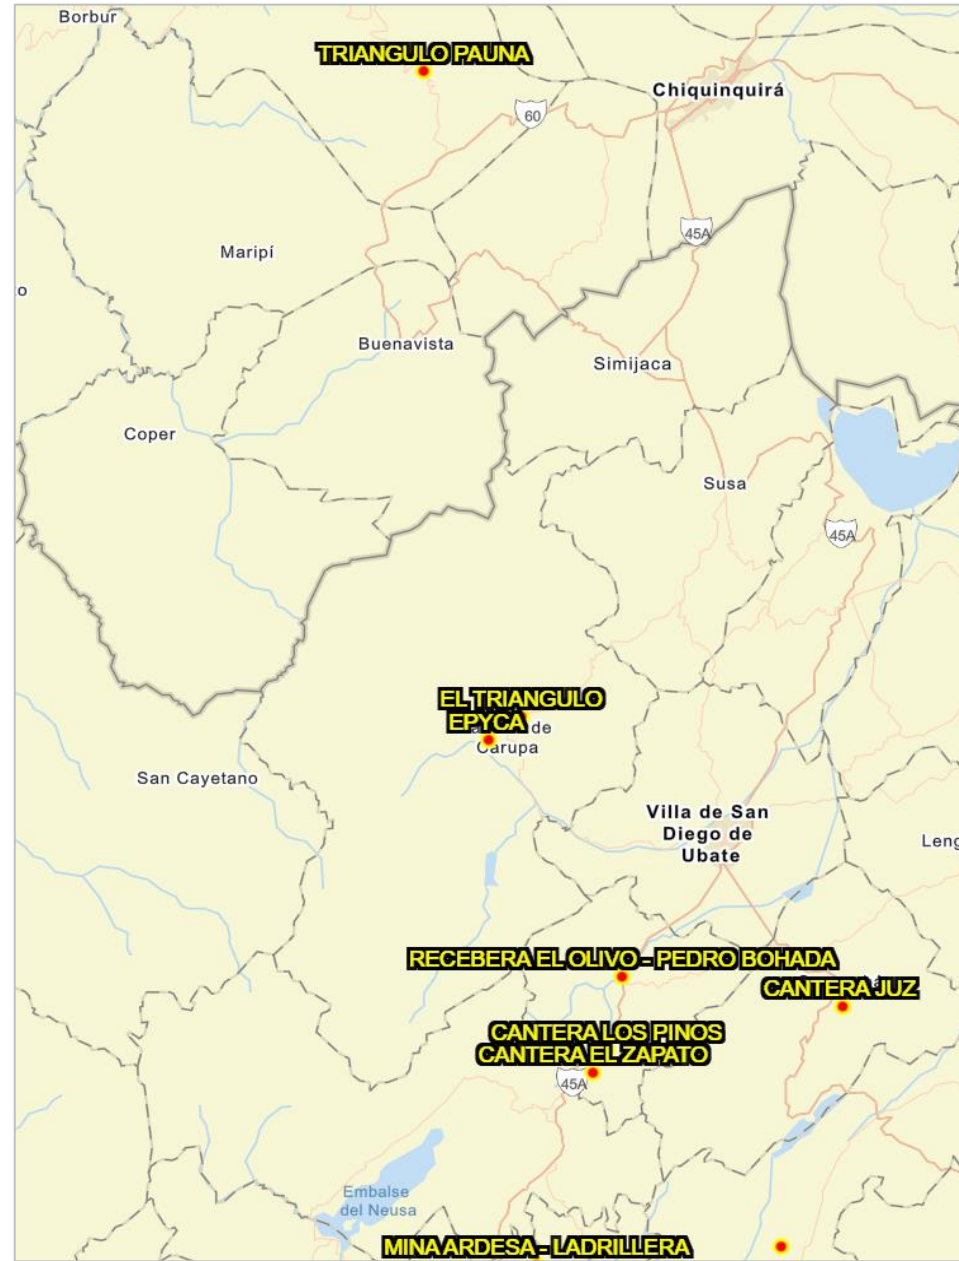 Borbur
TRIANGULO PAUNA
Chiquinquirá
60
45A
Maripí
o
Buenavista
Simijaca
Coper
Susa
45A
EL TRIANGULO
EPYCA
de
Carupa
San Cayetano
Villa de San
Diego de
Ubate
Leng
RECEBERA EL OLIVO - PEDRO BOHADA
CANTERA JUZ
CANTERA LOS PINOS
CANTERA EL ZAPATO
45A
Embalse
del Neusa
MINA ARDESA - LADRILLERA